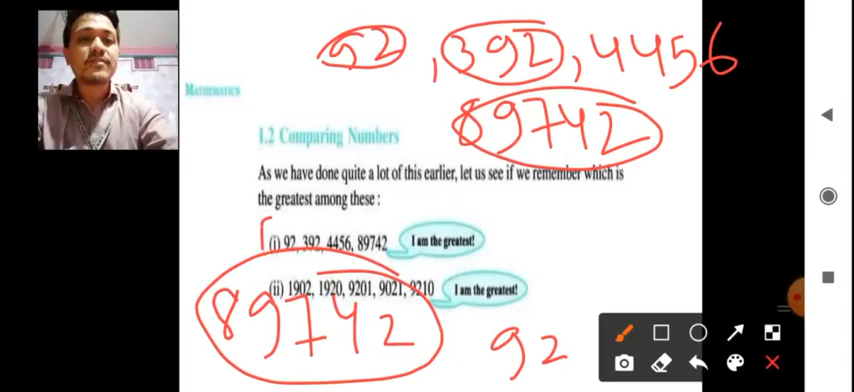 92, 392, 4456
89742
MATHEMATICS
1.2 Comparing Numbers
As we have done quite a lot of this earlier, let us see if we remember which is
the greatest among these :
(i) 92, 392, 4456, 89742 I am the greatest!
(ii) 1902, 1920, 9201, 9021, 9210 I am the greatest!
89742
92